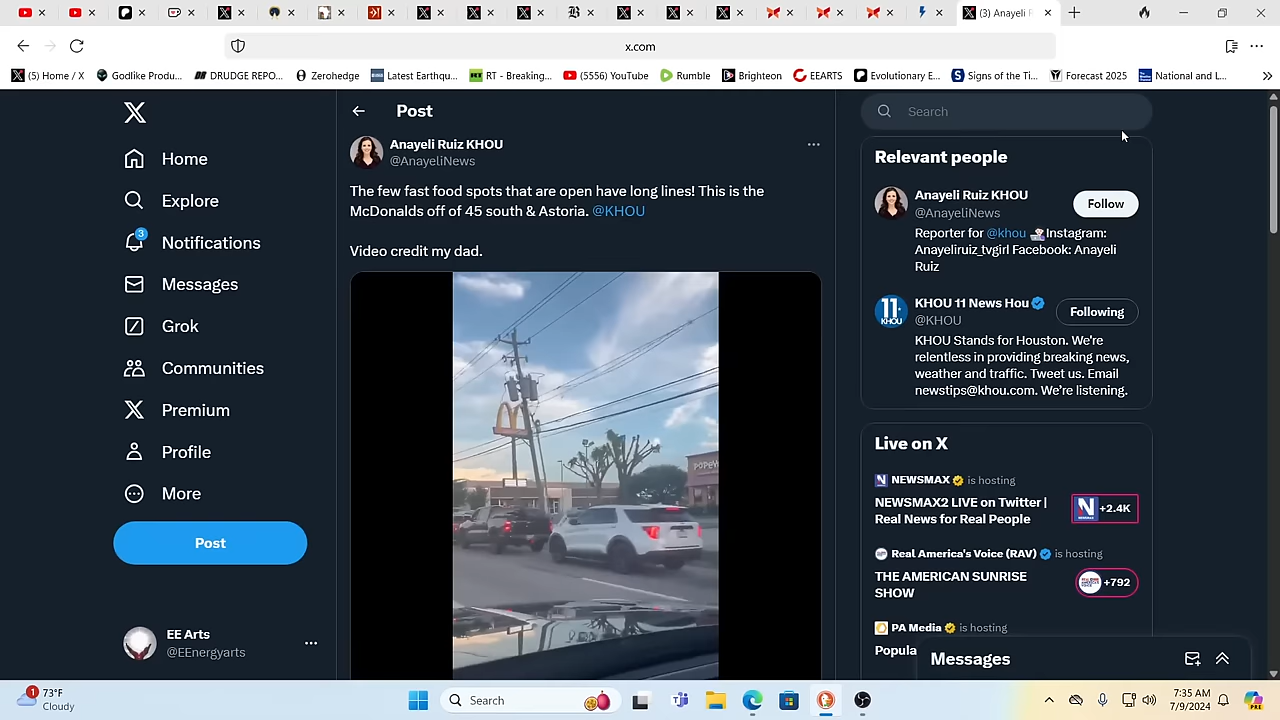 (3) Anayeli R
x.com
(5) Home / X
Godlike Produ...
DRUDGE REPO...
Zerohedge
Latest Earthqu...
RT - Breaking...
(5556) YouTube
Rumble
Brighteon
EEARTS
Evolutionary E...
Signs of the Ti...
Forecast 2025
National and L...
Home
Explore
3
Notifications
Messages
Grok
Communities
Premium
Profile
More
Post
EE Arts
@EEnergyarts
Post
Anayeli Ruiz KHOU
@AnayeliNews
The few fast food spots that are open have long lines! This is the
McDonalds off of 45 south & Astoria. @KHOU
Video credit my dad.
POPEY
Search
Relevant people
Anayeli Ruiz KHOU
@AnayeliNews
Follow
Reporter for @khou Instagram:
Anayeliruiz_tvgirl Facebook: Anayeli
Ruiz
11
KHOU
KHOU 11 News Hou
@KHOU
Following
KHOU Stands for Houston. We're
relentless in providing breaking news,
weather and traffic. Tweet us. Email
newstips@khou.com. We're listening.
Live on X
NEWSMAX is hosting
NEWSMAX2 LIVE on Twitter |
Real News for Real People
+2.4K
Real America's Voice (RAV) is hosting
THE AMERICAN SUNRISE
SHOW
+792
PA Media is hosting
Popula
Messages
1
73°F
Cloudy
Search
7:35 AM
7/9/2024